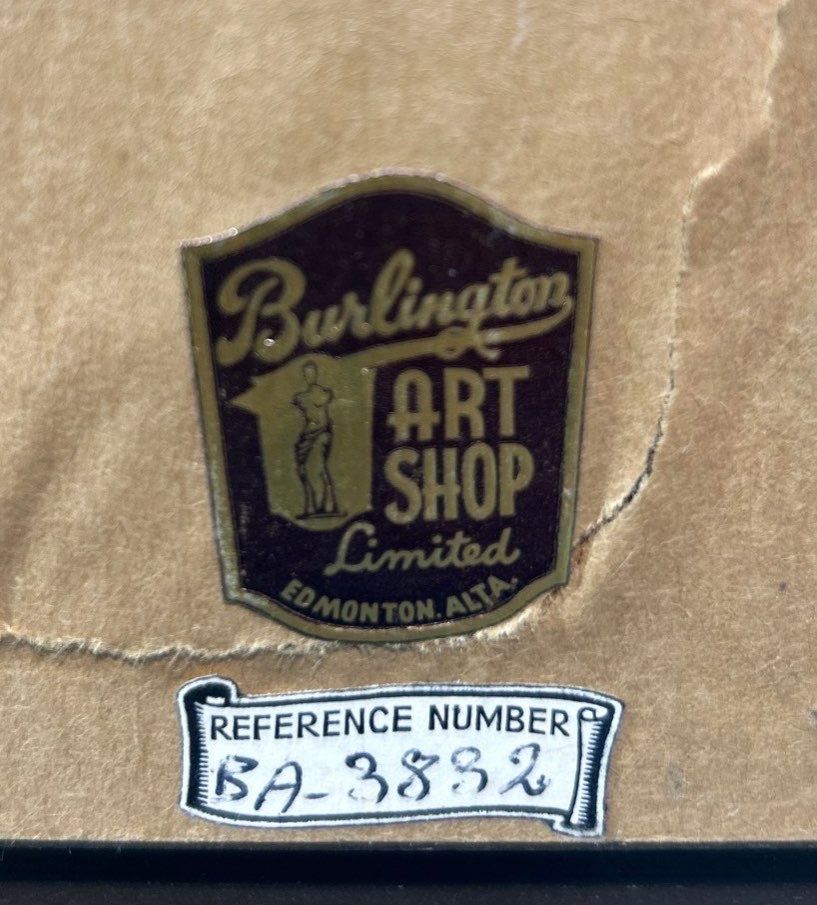 Burlington
ART
SHOP
Limited
EDMONTON. ALTA.
REFERENCE NUMBER
BA-3832